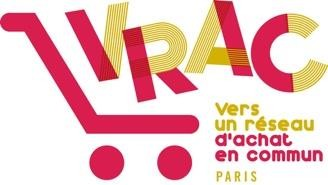 VRAC
Vers
un réseau
d'achat
en commun
PARIS